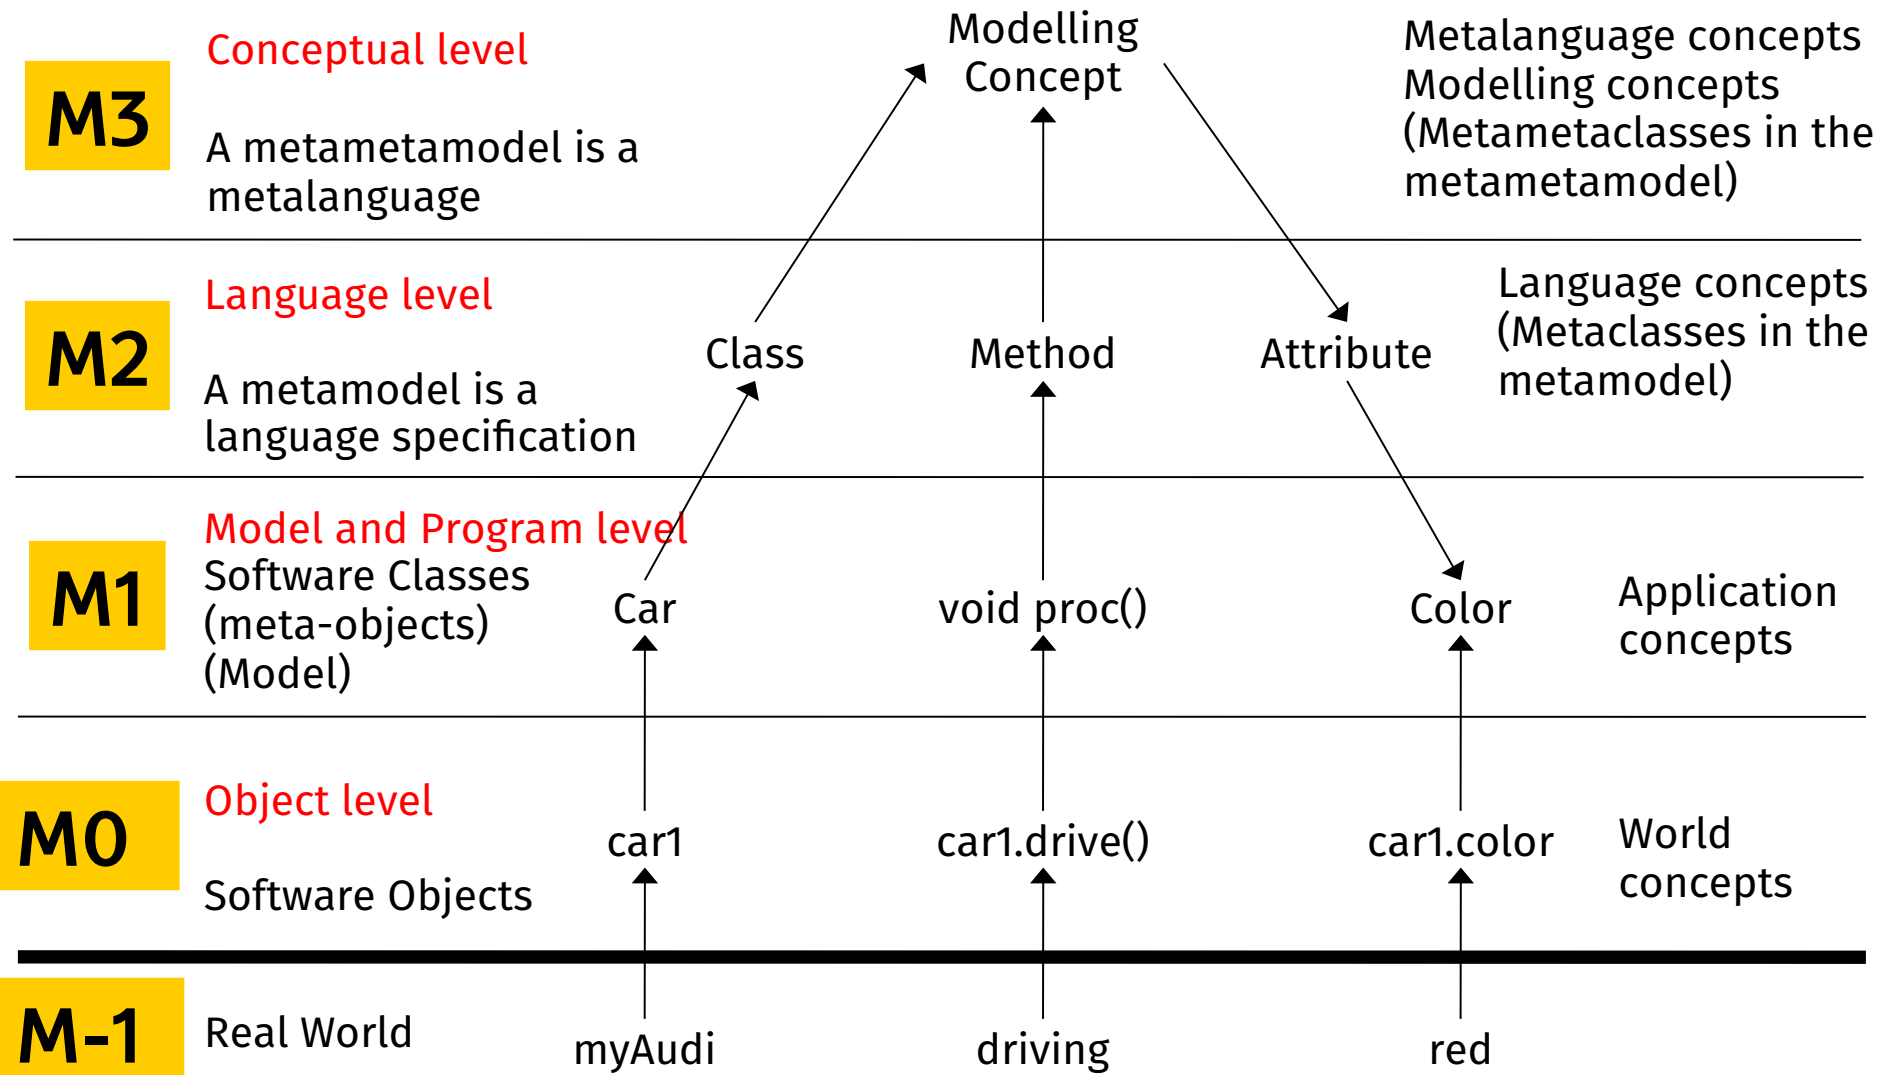 M3
Conceptual level
A metametamodel is a
metalanguage
Modelling
Concept
Metalanguage concepts
Modelling concepts
(Metametaclasses in the
metametamodel)
M2
Language level
A metamodel is a
language specification
Class
Method
Attribute
Language concepts
(Metaclasses in the
metamodel)
M1
Model and Program level
Software Classes
(meta-objects)
(Model)
Car
void proc()
Color
Application
concepts
M0
Object level
Software Objects
car1
car1.drive()
car1.color
World
concepts
M-1
Real World
myAudi
driving
red